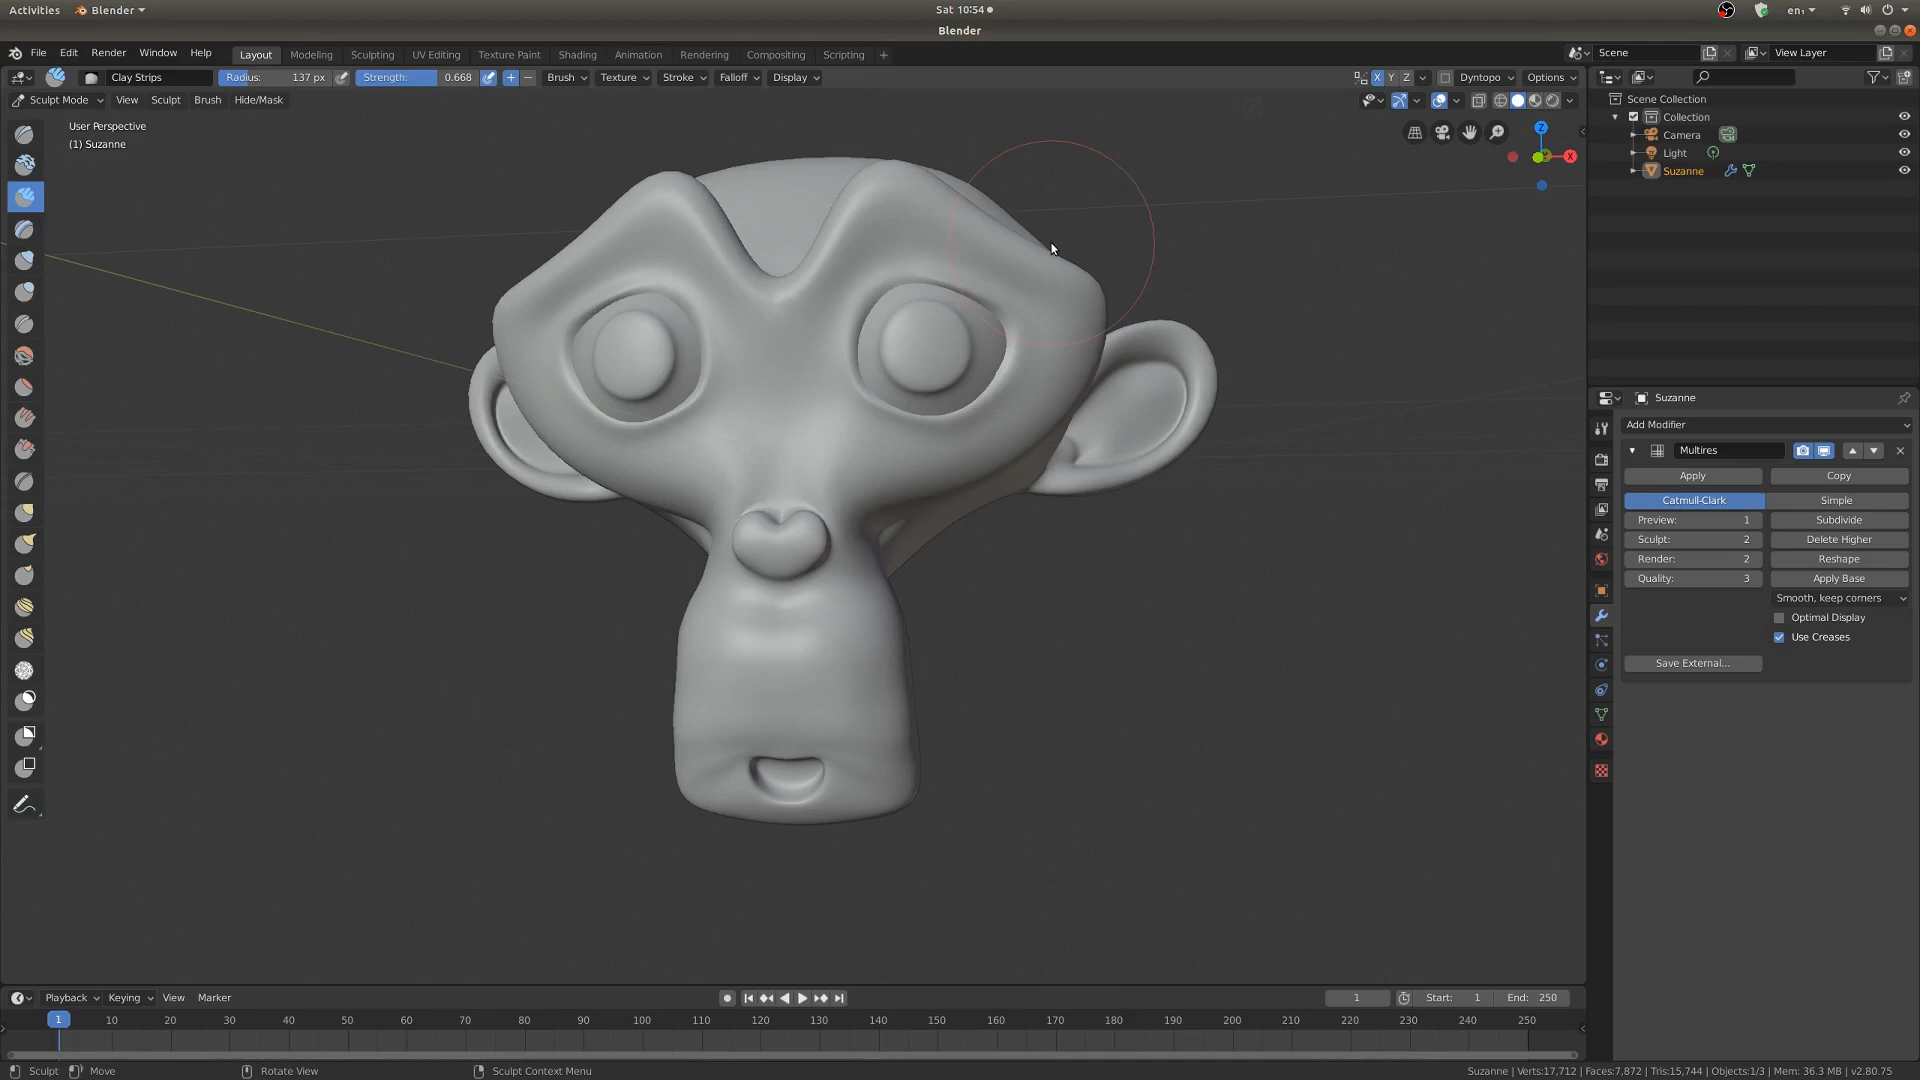 Activities Blender Sat 10:54 en₁
Blender
File Edit Render Window Help Layout Modeling Sculpting UV Editing Texture Paint Shading Animation Rendering Compositing Scripting + Scene View Layer
Clay Strips Radius: 137 px Strength: 0.668 + − Brush Texture Stroke Falloff Display X Y Z Dyntopo Options
Sculpt Mode View Sculpt Brush Hide/Mask
User Perspective
(1) Suzanne
Z
X
Y
Scene Collection
Collection
Camera
Light
Suzanne
Suzanne
Add Modifier
Multires
Apply Copy
Catmull-Clark Simple
Preview: 1 Subdivide
Sculpt: 2 Delete Higher
Render: 2 Reshape
Quality: 3 Apply Base
Smooth, keep corners
Optimal Display
Use Creases
Save External...
Playback Keying View Marker 1 Start: 1 End: 250
1 10 20 30 40 50 60 70 80 90 100 110 120 130 140 150 160 170 180 190 200 210 220 230 240 250
Sculpt Move Rotate View Sculpt Context Menu Suzanne | Verts:17,712 | Faces:7,872 | Tris:15,744 | Objects:1/3 | Mem: 36.3 MB | v2.80.75